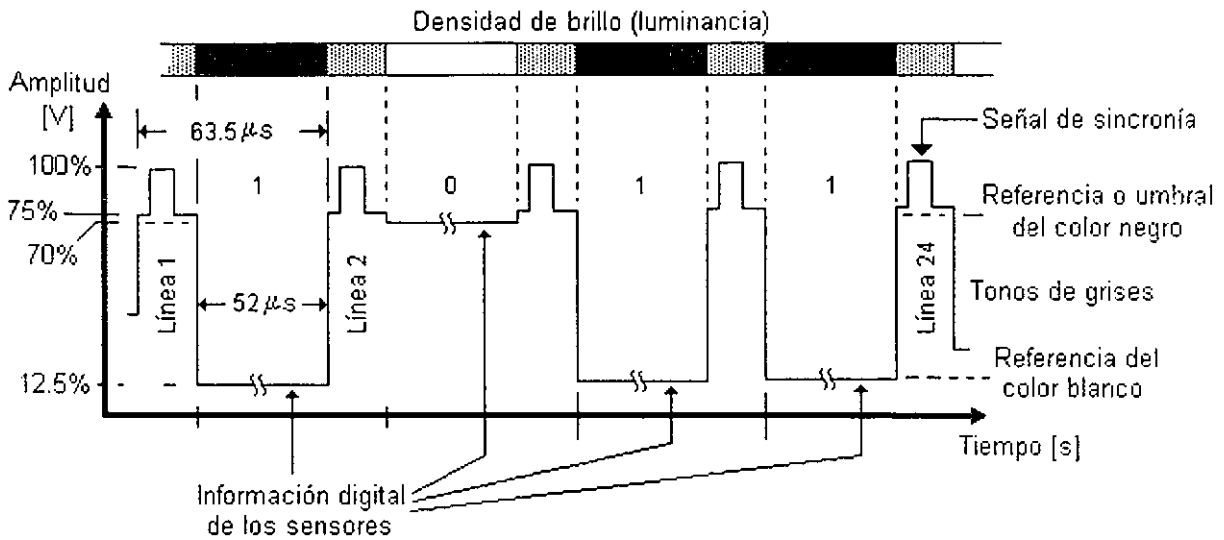 Densidad de brillo (luminancia)
Amplitud
[V]
63.5 μs
Señal de sincronía
100%
1
0
1
1
75%
Referencia o umbral
del color negro
70%
Línea 1
52 μs
Línea 2
Línea 24
Tonos de grises
12.5%
Referencia del
color blanco
Tiempo [s]
Información digital
de los sensores